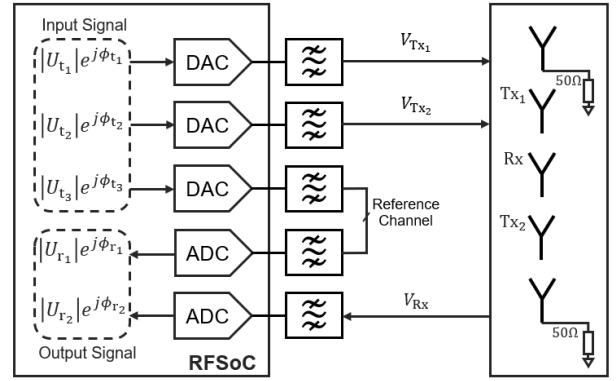 Input Signal
|U_t₁|e^{jϕ_t₁} DAC V_Tx₁
50Ω
|U_t₂|e^{jϕ_t₂} DAC V_Tx₂ Tx₁
|U_t₃|e^{jϕ_t₃} DAC Rx
Reference
Channel
|U_r₁|e^{jϕ_r₁} ADC Tx₂
|U_r₂|e^{jϕ_r₂} ADC V_Rx
50Ω
Output Signal
RFSoC